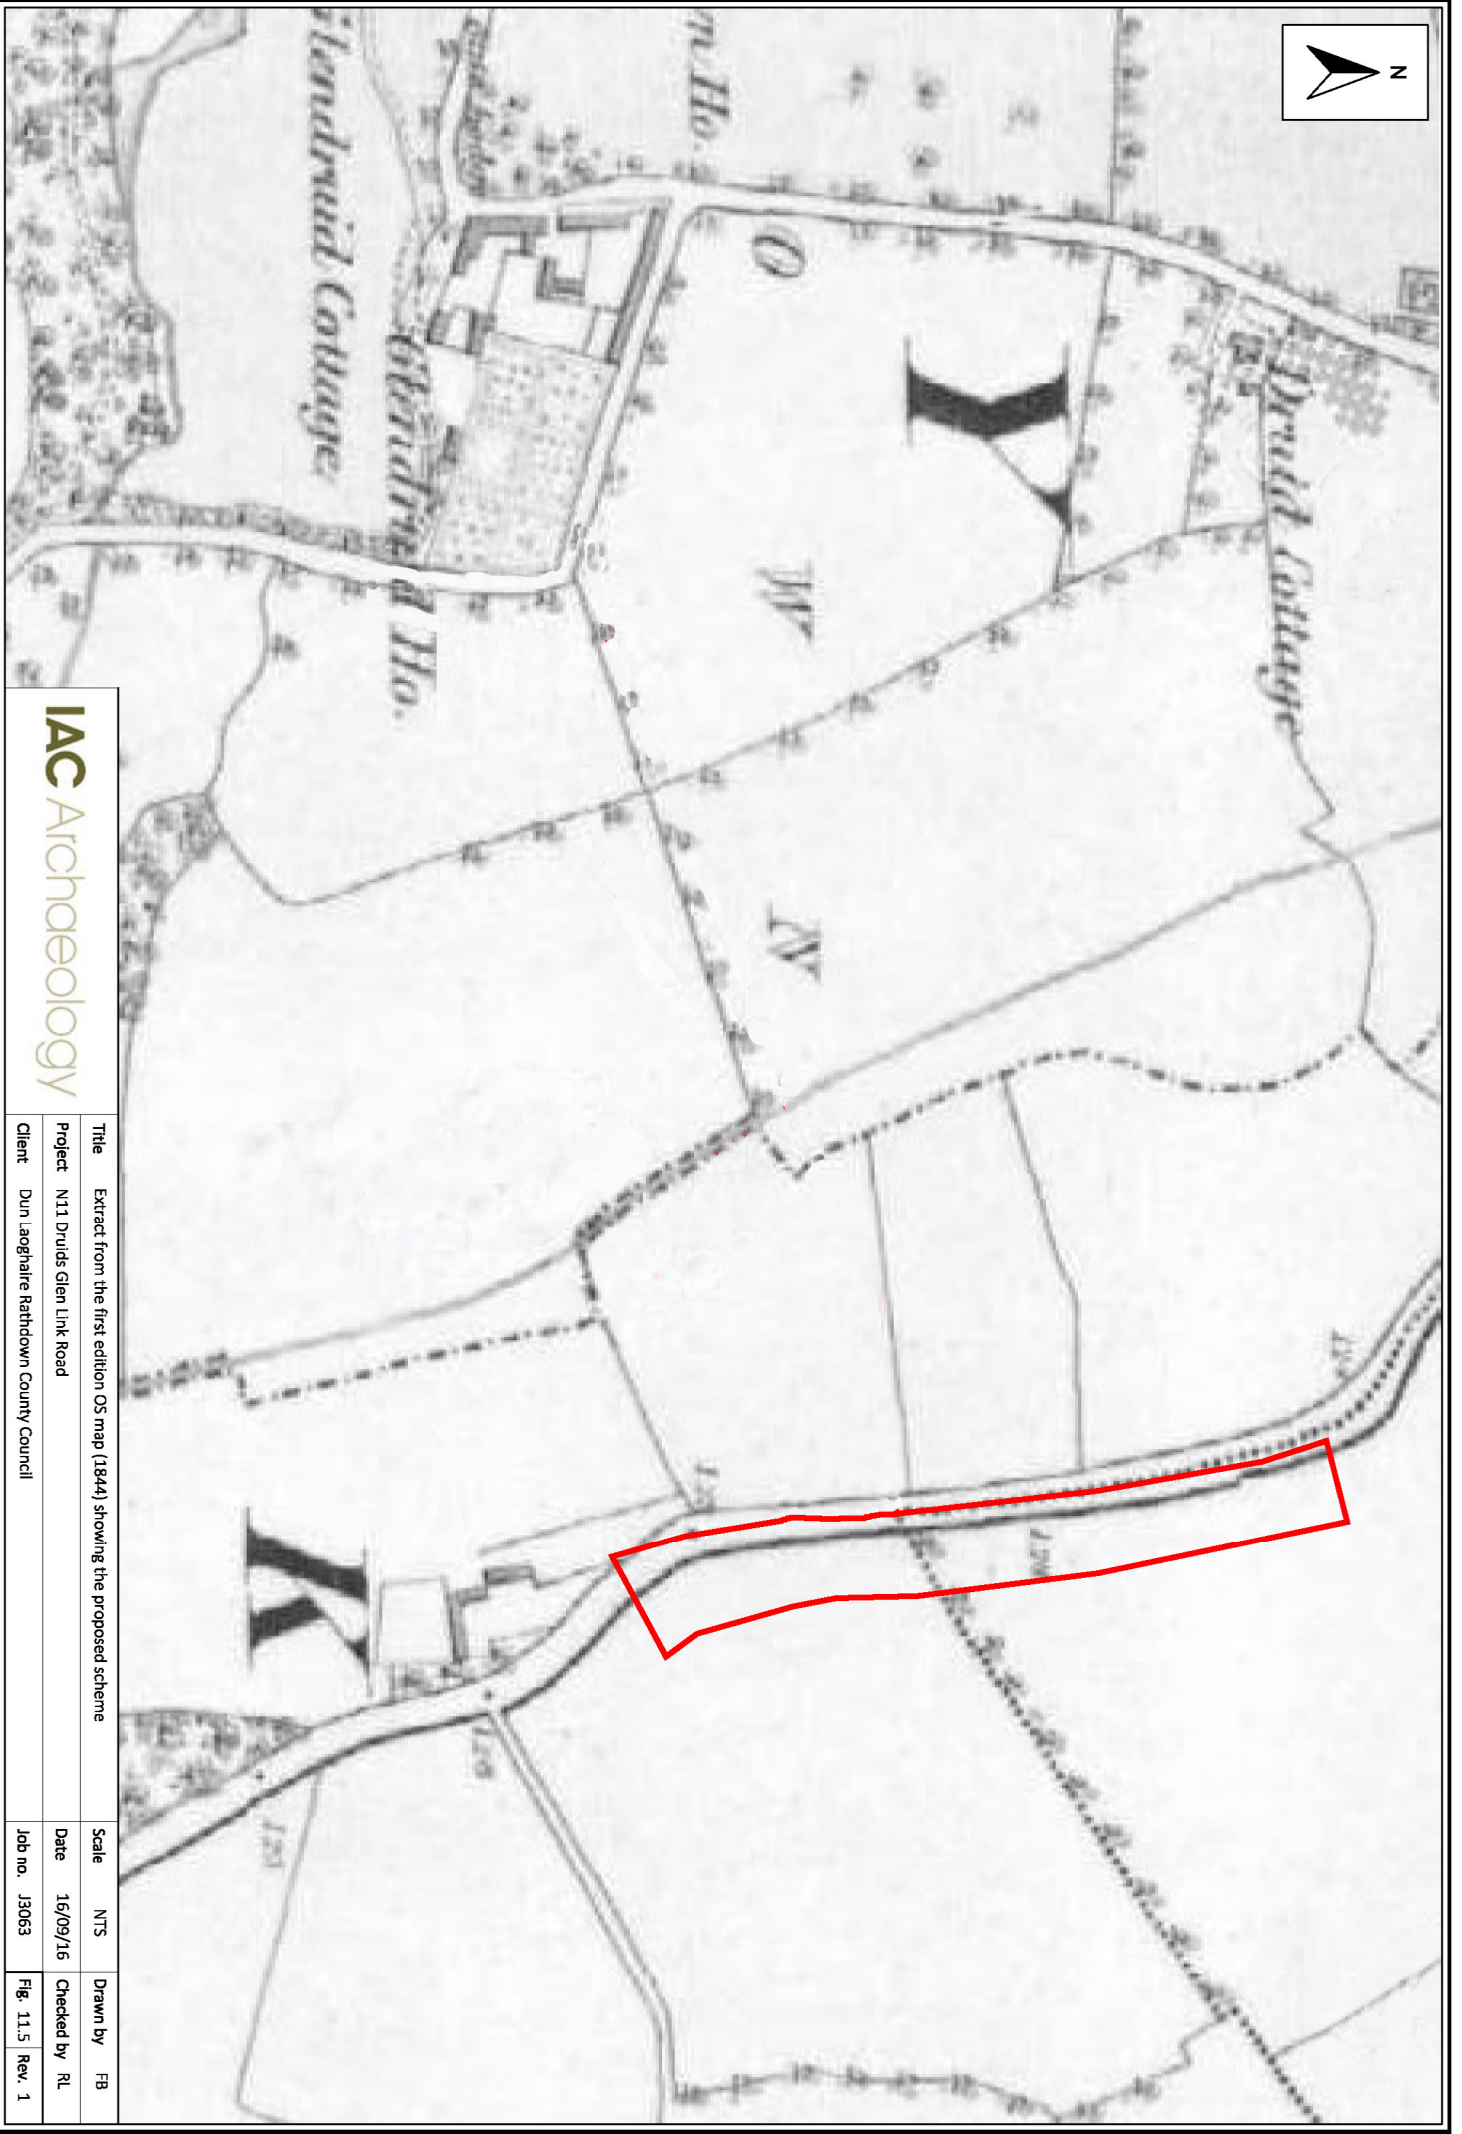 N
Druid Cottage
n Ho.
O
Y
W
N
Glendruid Cottage
Glendruid Ho.
K
128
IAC Archaeology
Title Extract from the first edition OS map (1844) showing the proposed scheme
Project N11 Druids Glen Link Road
Client Dun Laoghaire Rathdown County Council
Scale NTS
Date 16/09/16
Job no. J3063
Drawn by FB
Checked by RL
Fig. 11.5 Rev. 1